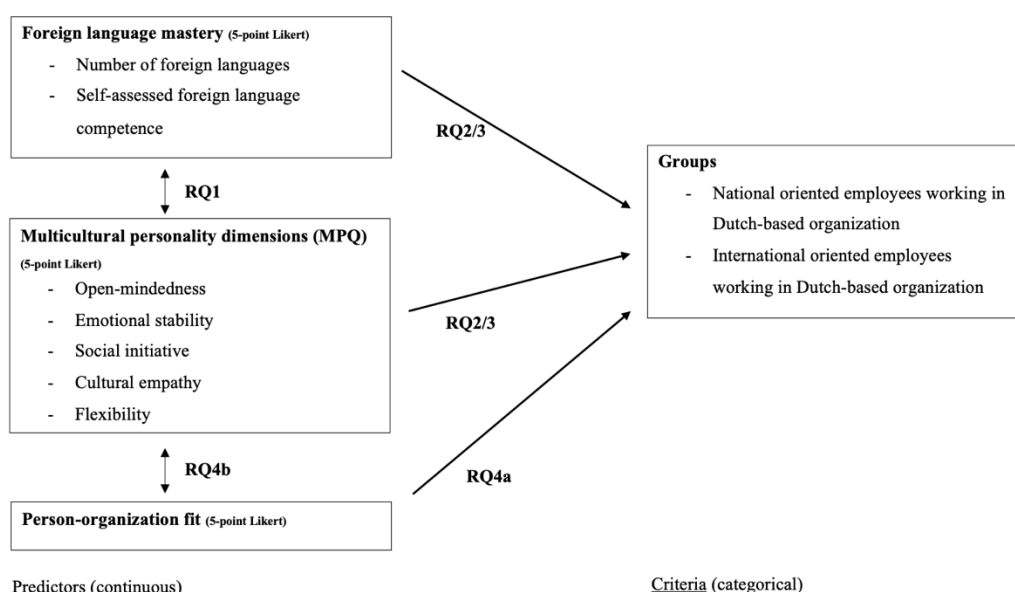 Foreign language mastery (5-point Likert)
- Number of foreign languages
- Self-assessed foreign language
competence
RQ2/3
RQ1
Groups
- National oriented employees working in
Dutch-based organization
- International oriented employees
working in Dutch-based organization
Multicultural personality dimensions (MPQ)
(5-point Likert)
- Open-mindedness
- Emotional stability
- Social initiative
- Cultural empathy
- Flexibility
RQ2/3
RQ4b
RQ4a
Person-organization fit (5-point Likert)
Predictors (continuous)
Criteria (categorical)